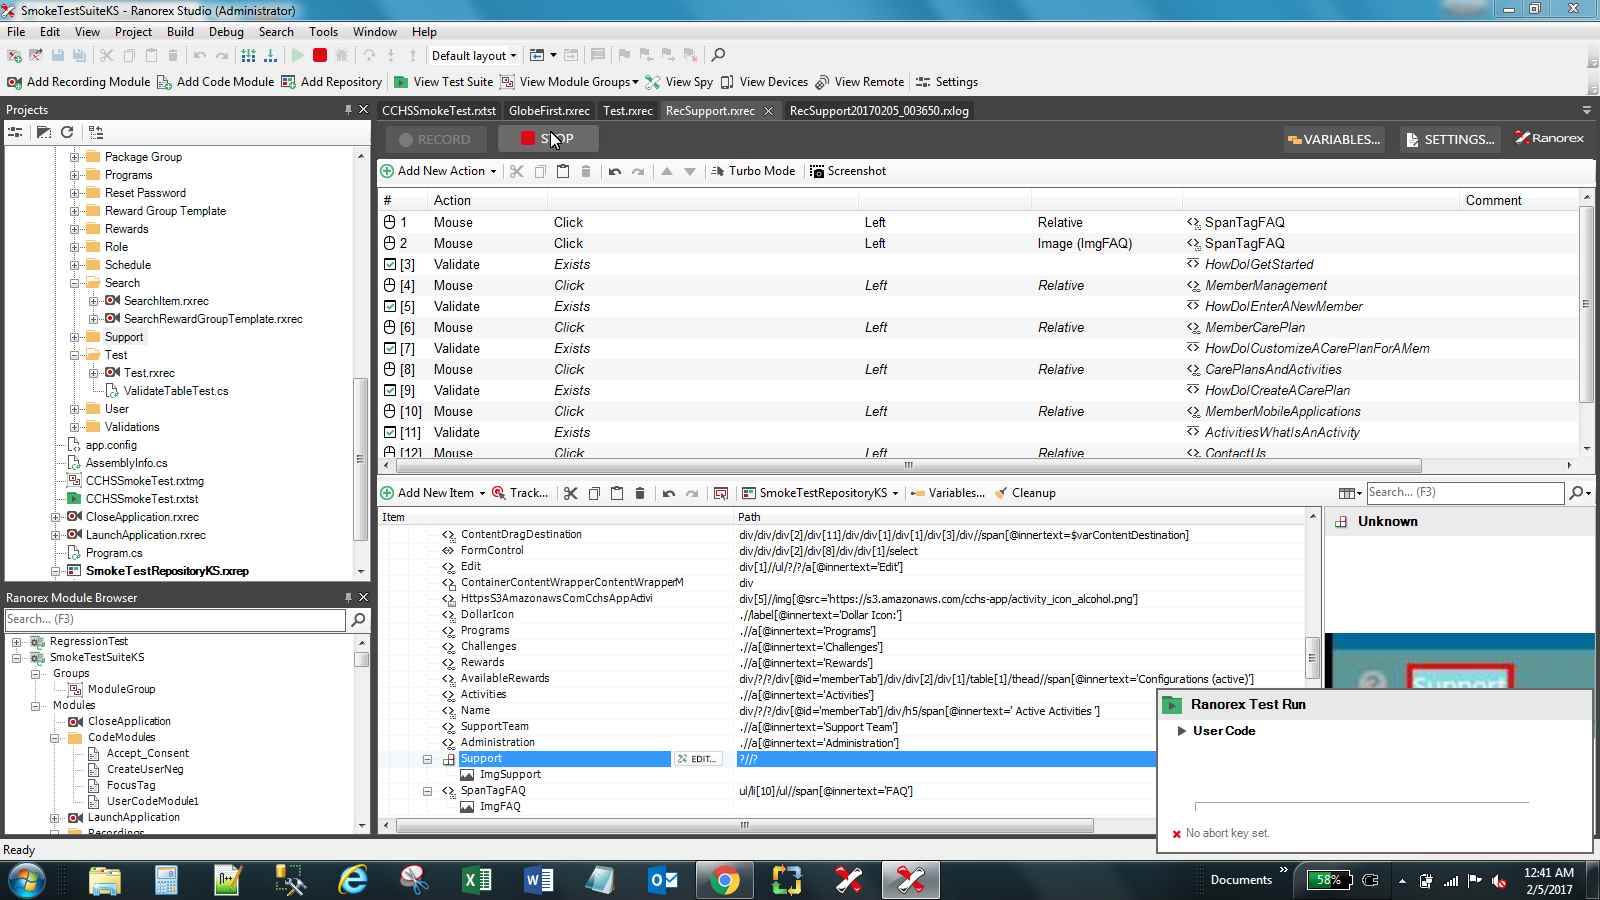 SmokeTestSuiteKS - Ranorex Studio (Administrator)
File Edit View Project Build Debug Search Tools Window Help
Default layout
Add Recording Module Add Code Module Add Repository View Test Suite View Module Groups View Spy View Devices View Remote Settings
Projects
CCHSSmokeTest.rxtst GlobeFirst.rxrec Test.rxrec RecSupport.rxrec RecSupport20170205_003650.rxlog
RECORD STOP VARIABLES... SETTINGS... Ranorex
Add New Action Turbo Mode Screenshot
# Action Comment
1 Mouse Click Left Relative SpanTagFAQ
2 Mouse Click Left Image (ImgFAQ) SpanTagFAQ
[3] Validate Exists HowDoIGetStarted
[4] Mouse Click Left Relative MemberManagement
[5] Validate Exists HowDoIEnterANewMember
[6] Mouse Click Left Relative MemberCarePlan
[7] Validate Exists HowDoICustomizeACarePlanForAMem
[8] Mouse Click Left Relative CarePlansAndActivities
[9] Validate Exists HowDoICreateACarePlan
[10] Mouse Click Left Relative MemberMobileApplications
[11] Validate Exists ActivitiesWhatIsAnActivity
[12] Mouse Click Left Relative ContactUs
Package Group
Programs
Reset Password
Reward Group Template
Rewards
Role
Schedule
Search
SearchItem.rxrec
SearchRewardGroupTemplate.rxrec
Support
Test
Test.rxrec
ValidateTableTest.cs
User
Validations
app.config
AssemblyInfo.cs
CCHSSmokeTest.rxtmg
CCHSSmokeTest.rxtst
CloseApplication.rxrec
LaunchApplication.rxrec
Program.cs
SmokeTestRepositoryKS.rxrep
Ranorex Module Browser
Search... (F3)
RegressionTest
SmokeTestSuiteKS
Groups
ModuleGroup
Modules
CloseApplication
CodeModules
Accept_Consent
CreateUserNeg
FocusTag
UserCodeModule1
LaunchApplication
Recordings
Add New Item Track... SmokeTestRepositoryKS Variables... Cleanup Search... (F3)
Item Path
ContentDragDestination div/div/div[2]/div[11]/div/div[1]/div[1]/div[3]/div//span[@innertext=$varContentDestination]
FormControl div/div/div[2]/div[8]/div/div[1]/select
Edit div[1]//ul/?/?/a[@innertext='Edit']
ContainerContentWrapperContentWrapperM div
HttpsS3AmazonawsComCchsAppActivi div[5]//img[@src='https://s3.amazonaws.com/cchs-app/activity_icon_alcohol.png']
DollarIcon .//label[@innertext='Dollar Icon:']
Programs .//a[@innertext='Programs']
Challenges .//a[@innertext='Challenges']
Rewards .//a[@innertext='Rewards']
AvailableRewards div/?/?/div[@id='memberTab']/div/div[2]/div[1]/table[1]/thead//span[@innertext='Configurations (active)']
Activities .//a[@innertext='Activities']
Name div/?/?/div[@id='memberTab']/div/h5/span[@innertext=' Active Activities ']
SupportTeam .//a[@innertext='Support Team']
Administration .//a[@innertext='Administration']
Support EDIT... ?//?
ImgSupport
SpanTagFAQ ul/li[10]/ul//span[@innertext='FAQ']
ImgFAQ
Unknown
Support
Ranorex Test Run
User Code
No abort key set.
Ready
Documents
58%
12:41 AM
2/5/2017